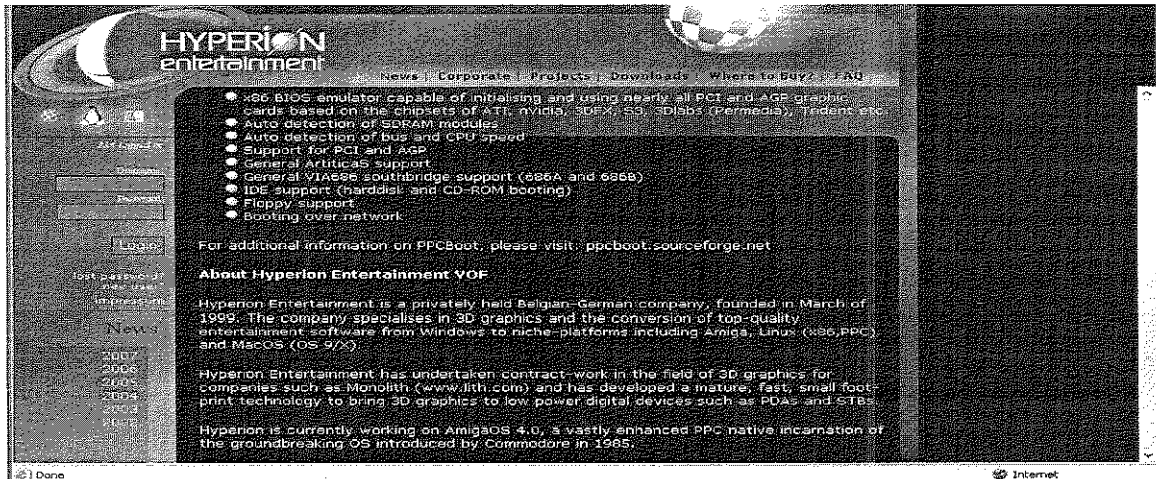 HYPERION
entertainment
News | Corporate | Projects | Downloads | Where to Buy? | FAQ
x86 BIOS emulator capable of initialising and using nearly all PCI and AGP graphic
cards based on the chipsets of ATI, nVidia, 3DFX, S3, 3Dlabs (Permedia), Trident etc
Auto detection of SDRAM modules
Auto detection of bus and CPU speed
Support for PCI and AGP
General ArticiaS support
General VIA686 southbridge support (686A and 686B)
IDE support (harddisk and CD-ROM booting)
Floppy support
Booting over network
Login
lost password?
new user?
impressum
For additional information on PPCBoot, please visit: ppcboot.sourceforge.net
About Hyperion Entertainment VOF
Hyperion Entertainment is a privately held Belgian-German company, founded in March of
1999. The company specialises in 3D graphics and the conversion of top-quality
entertainment software from Windows to niche-platforms including Amiga, Linux (x86,PPC)
and MacOS (OS 9/X).
Hyperion Entertainment has undertaken contract-work in the field of 3D graphics for
companies such as Monolith (www.lith.com) and has developed a mature, fast, small foot-
print technology to bring 3D graphics to low power digital devices such as PDAs and STBs.
Hyperion is currently working on AmigaOS 4.0, a vastly enhanced PPC native incarnation of
the groundbreaking OS introduced by Commodore in 1985.
News
2007
2006
2005
2004
2003
2002
Done
Internet